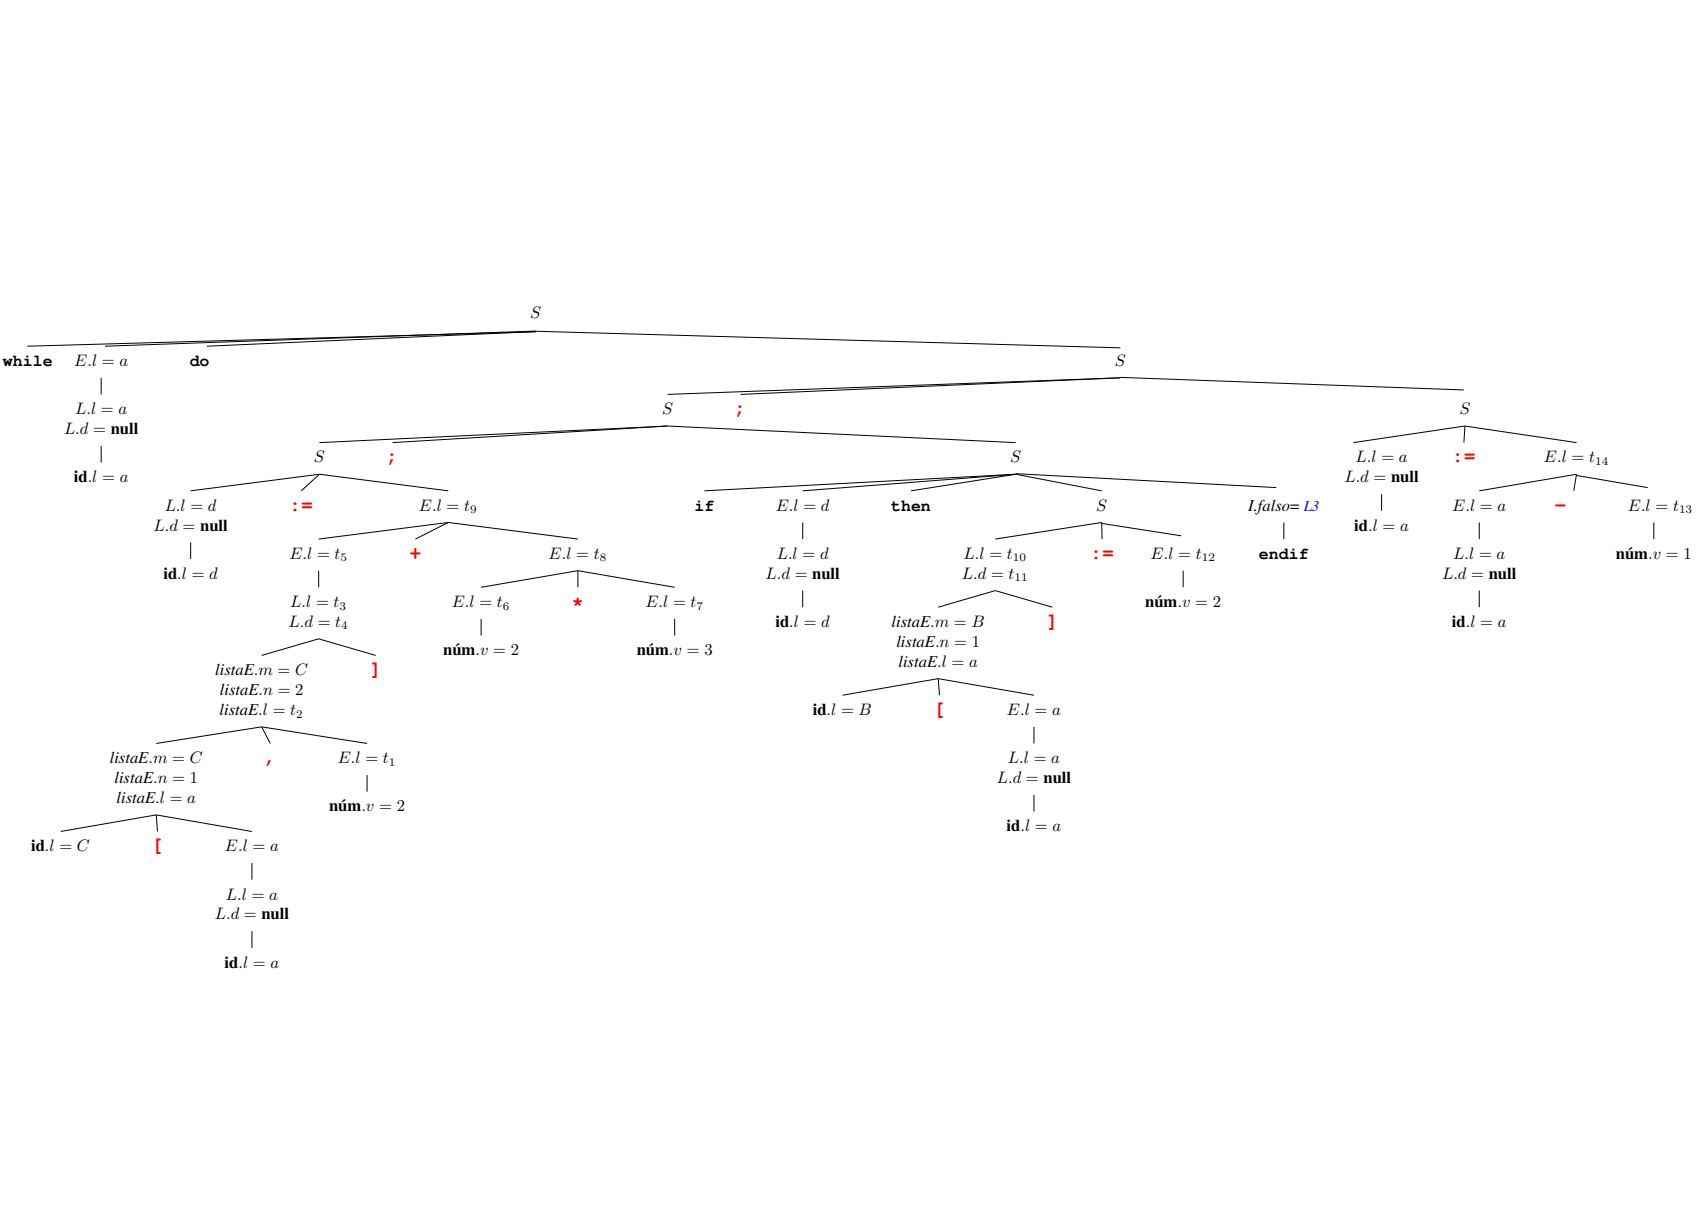 S
while E.l = a do S
L.l = a S ; S
L.d = null
id.l = a S ; S L.l = a := E.l = t₁₄
L.d = null
L.l = d := E.l = t₉ if E.l = d then S I.falso= L3 id.l = a E.l = a − E.l = t₁₃
L.d = null
id.l = d E.l = t₅ + E.l = t₈ L.l = d L.l = t₁₀ := E.l = t₁₂ endif L.l = a núm.v = 1
L.d = null L.d = t₁₁ L.d = null
L.l = t₃ E.l = t₆ * E.l = t₇ núm.v = 2
L.d = t₄ id.l = d listaE.m = B ] id.l = a
listaE.n = 1
núm.v = 2 núm.v = 3
listaE.m = C ] listaE.l = a
listaE.n = 2
listaE.l = t₂ id.l = B [ E.l = a
listaE.m = C , E.l = t₁ L.l = a
listaE.n = 1 L.d = null
listaE.l = a núm.v = 2
id.l = a
id.l = C [ E.l = a
L.l = a
L.d = null
id.l = a